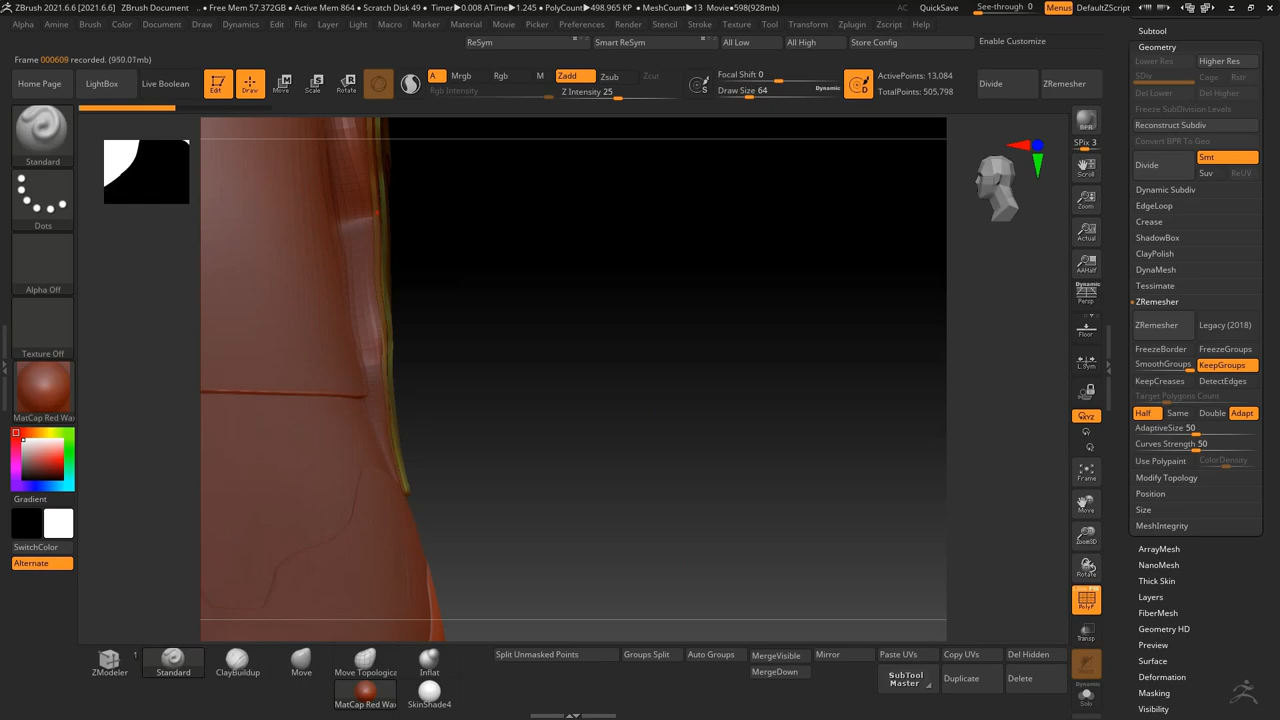 ZBrush 2021.6.6 [2021.6.6] ZBrush Document .. ● Free Mem 57.372GB ● Active Mem 864 ● Scratch Disk 49 ● Timer▶0.008 ATime▶1.245 ● PolyCount▶498.965 KP ● MeshCount▶13 Movie●598(928mb) AC QuickSave See-through 0 Menus DefaultZScript
Alpha Anime Brush Color Document Draw Dynamics Edit File Layer Light Macro Marker Material Movie Picker Preferences Render Stencil Stroke Texture Tool Transform Zplugin Zscript Help
ReSym Smart ReSym All Low All High Store Config Enable Customize
Frame 000609 recorded. (950.07mb)
Home Page LightBox Live Boolean Edit Draw Move Scale Rotate A Mrgb Rgb M Rgb Intensity Zadd Zsub Zcut Z Intensity 25 S Focal Shift 0 Draw Size 64 Dynamic D ActivePoints: 13,084 TotalPoints: 505,798 Divide ZRemesher
Standard
Dots
Alpha Off
Texture Off
MatCap Red Wax
Gradient
SwitchColor
Alternate
BPR
SPix 3
Scroll
Zoom
Actual
AAHalf
Dynamic
Persp
Floor
L.Sym
XYZ
Frame
Move
Zoom3D
Rotate
PolyF
Transp
Dynamic
Solo
Subtool
Geometry
Lower Res Higher Res
SDiv Cage Rstr
Del Lower Del Higher
Freeze SubDivision Levels
Reconstruct Subdiv
Convert BPR To Geo
Divide Smt
Suv ReUV
Dynamic Subdiv
EdgeLoop
Crease
ShadowBox
ClayPolish
DynaMesh
Tessimate
ZRemesher
ZRemesher Legacy (2018)
FreezeBorder FreezeGroups
SmoothGroups KeepGroups
KeepCreases DetectEdges
Target Polygons Count
Half Same Double Adapt
AdaptiveSize 50
Curves Strength 50
Use Polypaint ColorDensity
Modify Topology
Position
Size
MeshIntegrity
ArrayMesh
NanoMesh
Thick Skin
Layers
FiberMesh
Geometry HD
Preview
Surface
Deformation
Masking
Visibility
ZModeler 1 Standard ClayBuildup Move Move Topological Inflat
MatCap Red Wax SkinShade4
Split Unmasked Points Groups Split Auto Groups MergeVisible Mirror Paste UVs Copy UVs Del Hidden
MergeDown SubTool Master Duplicate Delete